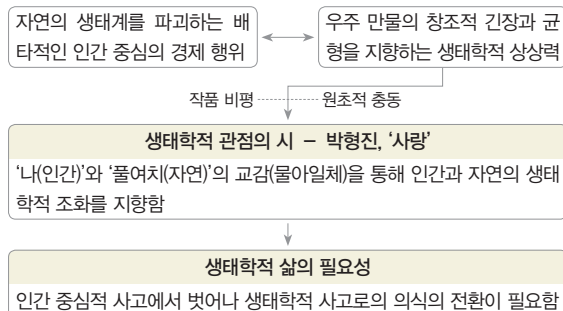 자연의 생태계를 파괴하는 배
타적인 인간 중심의 경제 행위
우주 만물의 창조적 긴장과 균
형을 지향하는 생태학적 상상력
작품 비평 원초적 충동
생태학적 관점의 시 - 박형진, ‘사랑’
‘나(인간)’와 ‘풀여치(자연)’의 교감(물아일체)을 통해 인간과 자연의 생태
학적 조화를 지향함
생태학적 삶의 필요성
인간 중심적 사고에서 벗어나 생태학적 사고로의 의식의 전환이 필요함